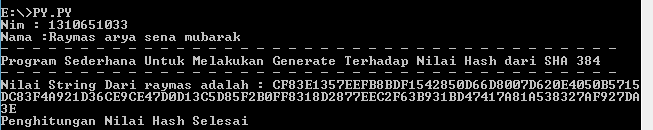 E:\>PY.PY
Nim : 1310651033
Nama :Raymas arya sena mubarak
- - - - - - - - - - - - - - - - - - - - - - - - - - - - - - - - - - - - - - -
Program Sederhana Untuk Melakukan Generate Terhadap Nilai Hash dari SHA 384
- - - - - - - - - - - - - - - - - - - - - - - - - - - - - - - - - - - - - - -
Nilai String Dari raymas adalah : CF83E1357EEFB8BDF1542850D66D8007D620E4050B5715
DC83F4A921D36CE9CE47D0D13C5D85F2B0FF8318D2877EEC2F63B931BD47417A81A538327AF927DA
3E
Penghitungan Nilai Hash Selesai